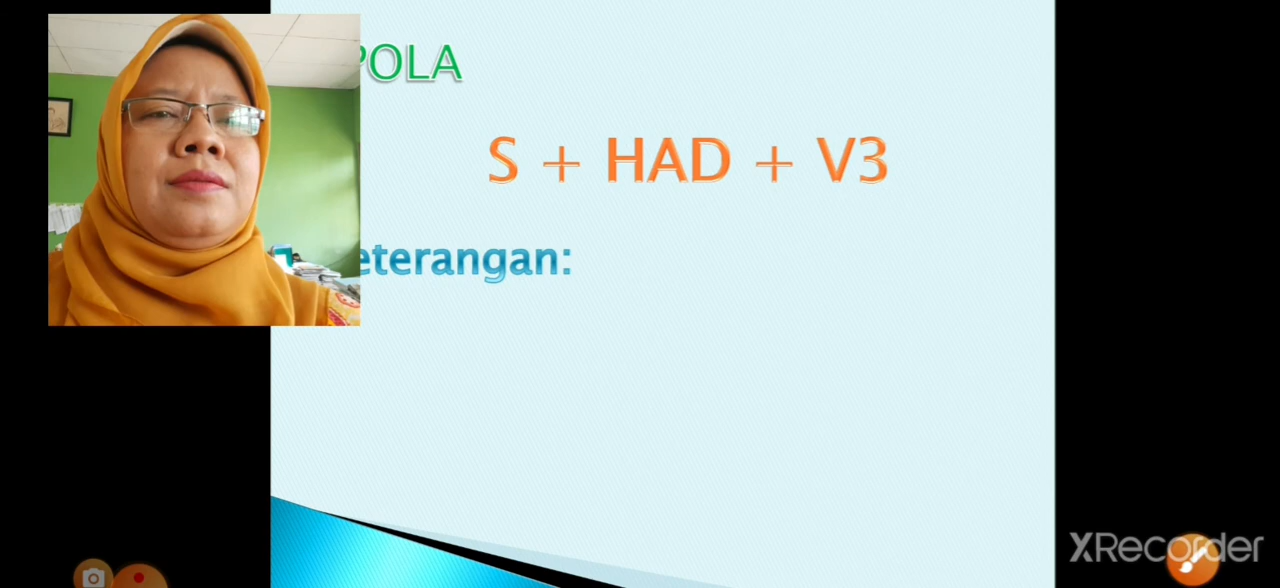 POLA
S + HAD + V3
eterangan:
XRecorder